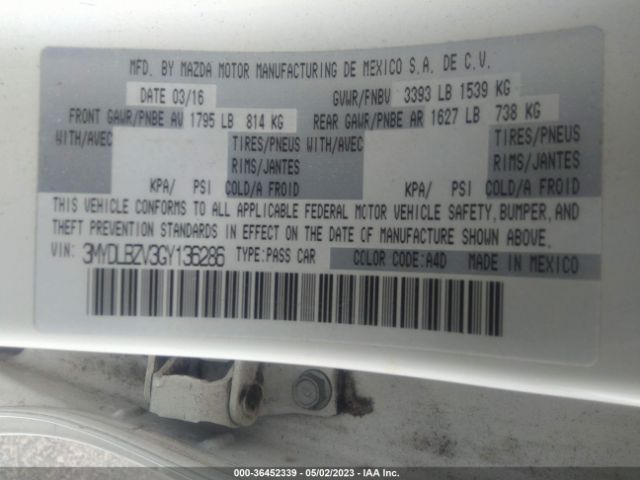 MFD. BY MAZDA MOTOR MANUFACTURING DE MEXICO S.A. DE C.V.
DATE 03/16 GVWR/PNBV 3393 LB 1539 KG
FRONT GAWR/PNBE AV 1795 LB 814 KG REAR GAWR/PNBE AR 1627 LB 738 KG
WITH/AVEC TIRES/PNEUS WITH/AVEC TIRES/PNEUS
RIMS/JANTES RIMS/JANTES
KPA/ PSI COLD/A FROID KPA/ PSI COLD/A FROID
THIS VEHICLE CONFORMS TO ALL APPLICABLE FEDERAL MOTOR VEHICLE SAFETY, BUMPER, AND
THEFT PREVENTION STANDARDS IN EFFECT ON THE DATE OF MANUFACTURE SHOWN ABOVE.
VIN: 3MYDLBZV3GY136286 TYPE:PASS CAR COLOR CODE:A4D MADE IN MEXICO
000-36452339 - 05/02/2023 - IAA Inc.